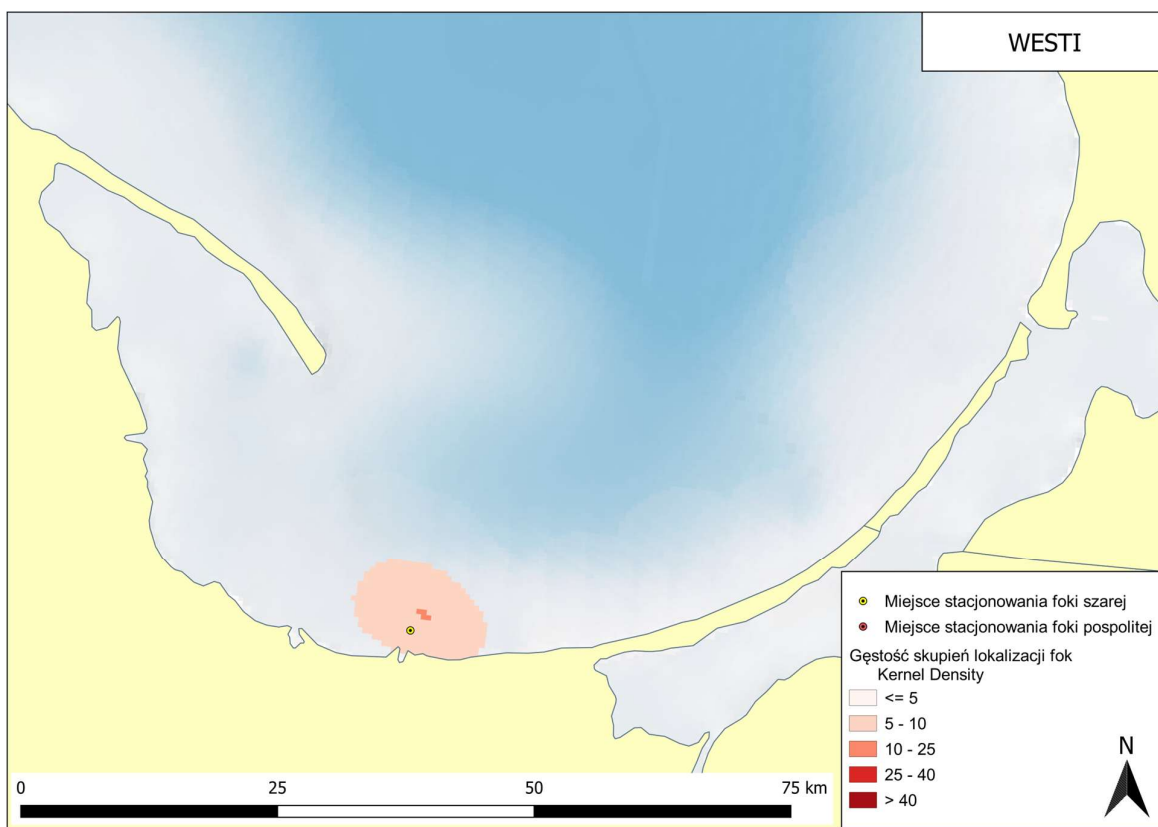 WESTI
Miejsce stacjonowania foki szarej
Miejsce stacjonowania foki pospolitej
Gęstość skupień lokalizacji fok
Kernel Density
<= 5
5 - 10
10 - 25
25 - 40
> 40
N
0 25 50 75 km